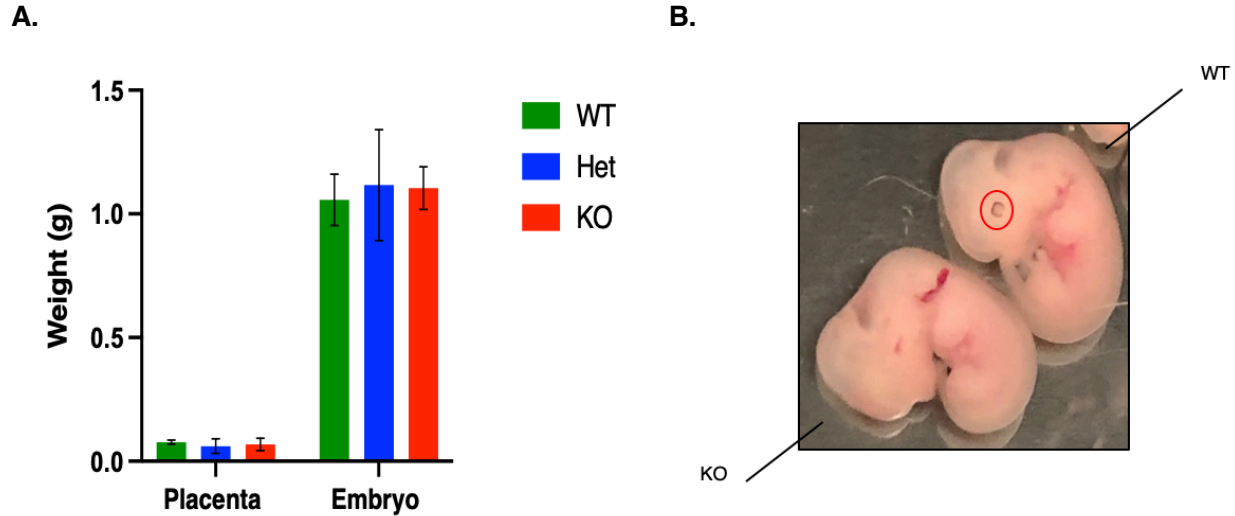 A.
B.
WT
1.5
1.0
0.5
0.0
Weight (g)
Placenta
Embryo
WT
Het
KO
KO